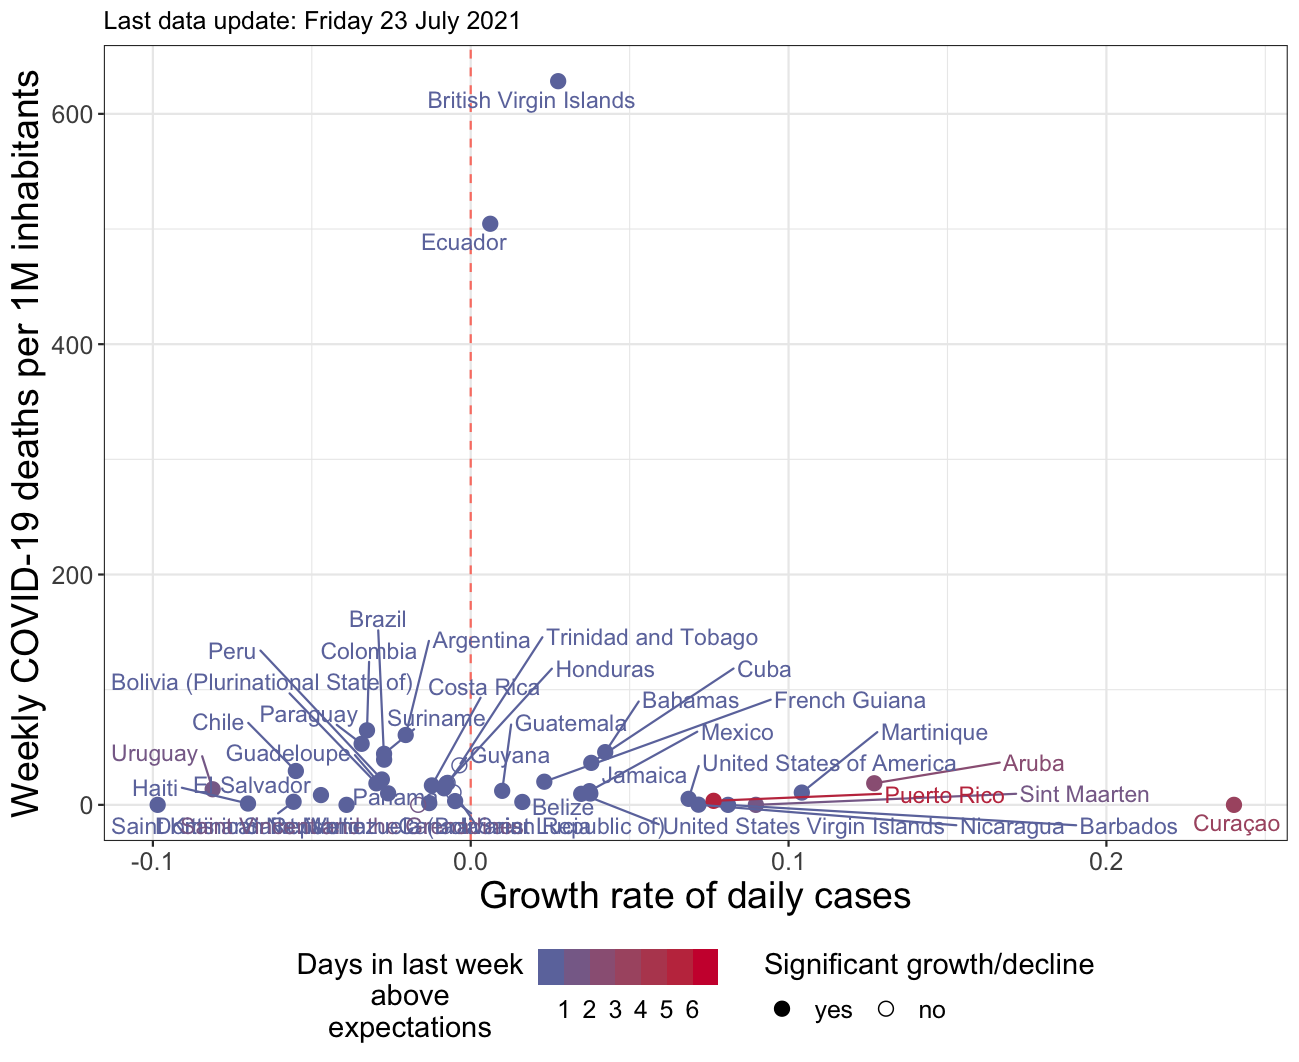 Last data update: Friday 23 July 2021
Weekly COVID-19 deaths per 1M inhabitants
600
400
200
0
British Virgin Islands
Ecuador
Brazil
Peru
Colombia
Argentina
Trinidad and Tobago
Honduras
Cuba
Bolivia (Plurinational State of)
Costa Rica
Bahamas
French Guiana
Chile
Paraguay
Suriname
Guatemala
Mexico
Martinique
Uruguay
Guadeloupe
Guyana
Jamaica
United States of America
Aruba
Haiti
El Salvador
Panama
Belize
Puerto Rico
Sint Maarten
Saint Lucia
Republic of)
United States Virgin Islands
Nicaragua
Barbados
Curaçao
-0.1
0.0
0.1
0.2
Growth rate of daily cases
Days in last week
above
expectations
1 2 3 4 5 6
Significant growth/decline
yes
no